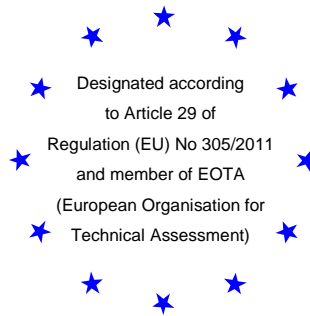 Designated according
to Article 29 of
Regulation (EU) No 305/2011
and member of EOTA
(European Organisation for
Technical Assessment)